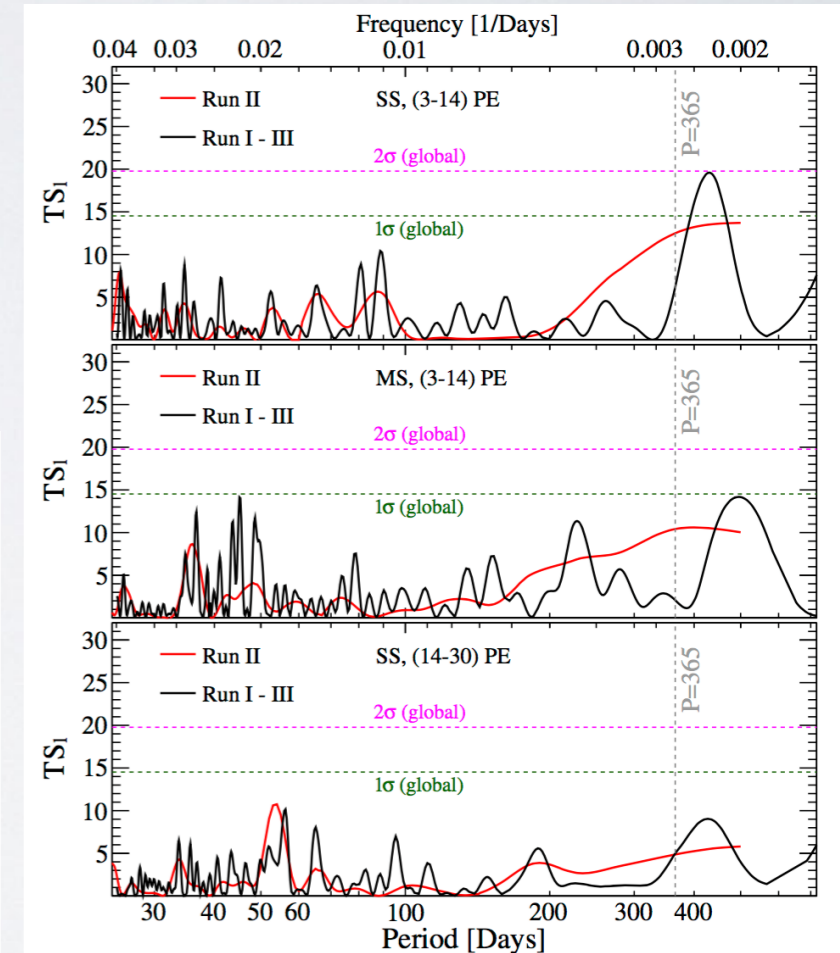 Frequency [1/Days]
0.04 0.03 0.02 0.01 0.003 0.002
30
25
20
15
10
5
TS₁
Run II
Run I - III
SS, (3-14) PE
2σ (global)
1σ (global)
P=365
30
25
20
15
10
5
TS₁
Run II
Run I - III
MS, (3-14) PE
2σ (global)
1σ (global)
P=365
30
25
20
15
10
5
TS₁
Run II
Run I - III
SS, (14-30) PE
2σ (global)
1σ (global)
P=365
30 40 50 60 100 200 300 400
Period [Days]